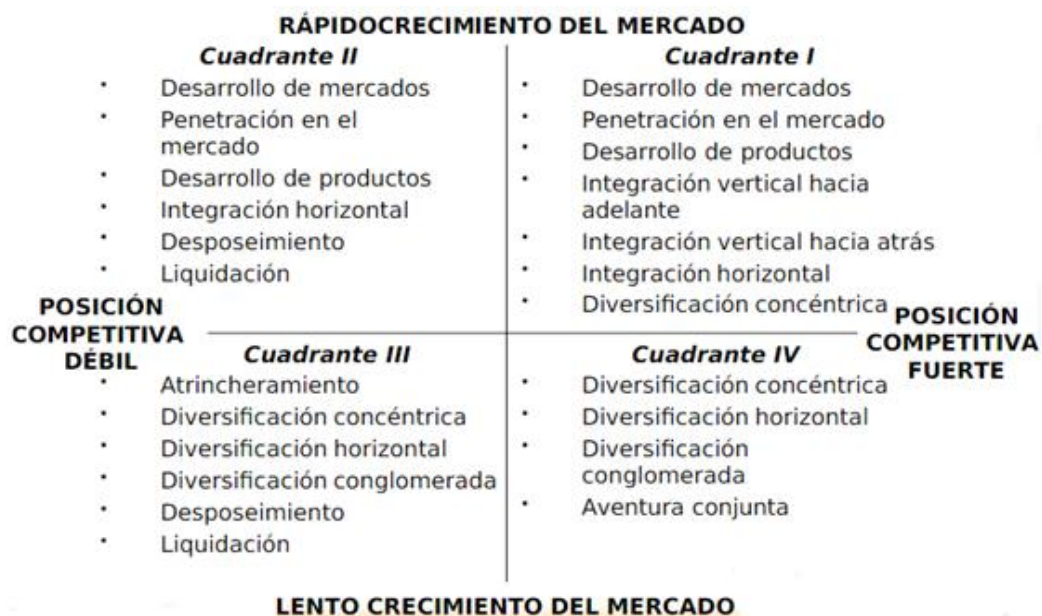 RÁPIDOCRECIMIENTO DEL MERCADO
Cuadrante II
· Desarrollo de mercados
· Penetración en el
mercado
· Desarrollo de productos
· Integración horizontal
· Desposeimiento
· Liquidación
Cuadrante I
· Desarrollo de mercados
· Penetración en el mercado
· Desarrollo de productos
· Integración vertical hacia
adelante
· Integración vertical hacia atrás
· Integración horizontal
· Diversificación concéntrica
POSICIÓN
COMPETITIVA
DÉBIL
POSICIÓN
COMPETITIVA
FUERTE
Cuadrante III
· Atrincheramiento
· Diversificación concéntrica
· Diversificación horizontal
· Diversificación conglomerada
· Desposeimiento
· Liquidación
Cuadrante IV
· Diversificación concéntrica
· Diversificación horizontal
· Diversificación
conglomerada
· Aventura conjunta
LENTO CRECIMIENTO DEL MERCADO